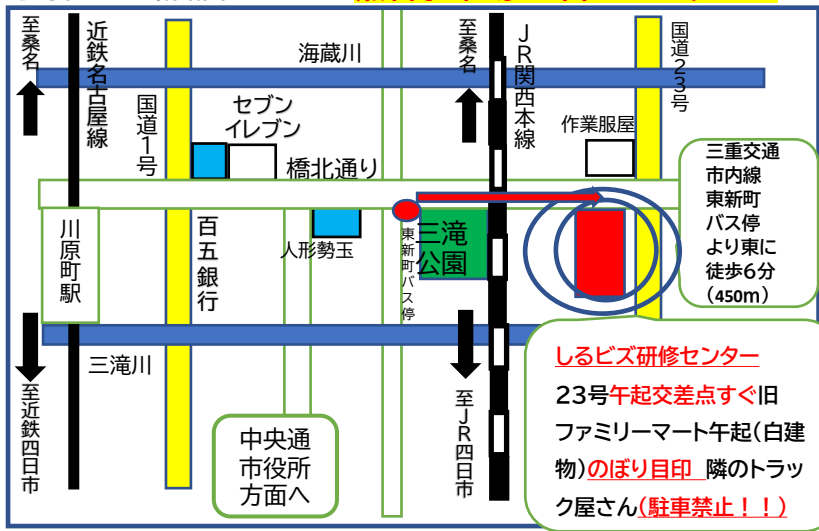 至桑名
近鉄名古屋線
海蔵川
至桑名
JR関西本線
国道23号
国道1号
セブン
イレブン
作業服屋
橋北通り
三重交通
市内線
東新町
バス停
より東に
徒歩6分
(450m)
川原町駅
百五銀行
人形勢玉
東新町バス停
三滝
公園
三滝川
至近鉄四日市
中央通
市役所
方面へ
至JR四日市
しるビズ研修センター
23号午起交差点すぐ旧
ファミリーマート午起(白建
物)のぼり目印 隣のトラッ
ク屋さん(駐車禁止!!)